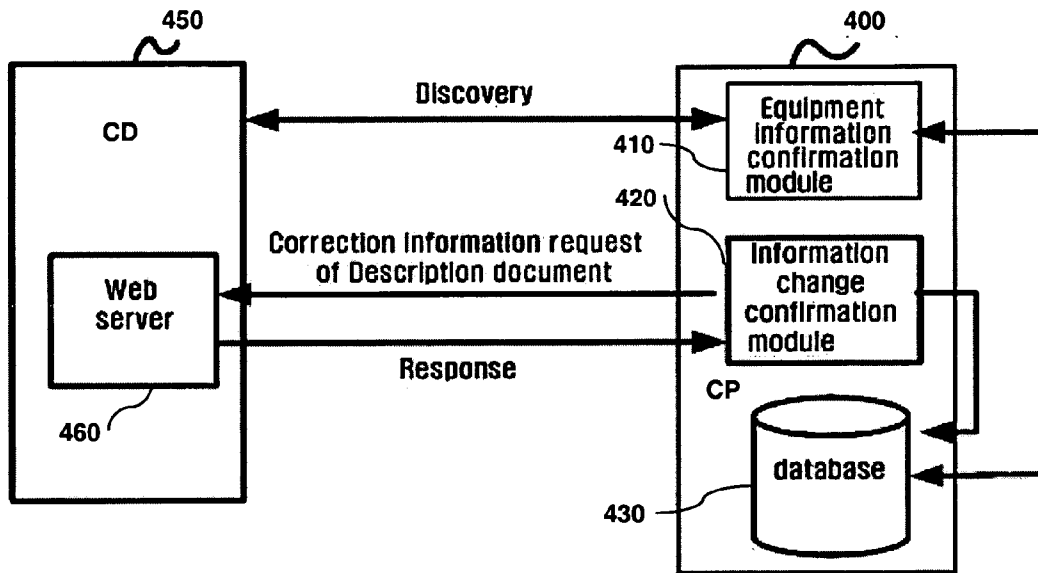 450
400
CD
Discovery
Equipment
information
confirmation
module
410
420
Correction information request
of Description document
Web
server
Information
change
confirmation
module
Response
460
CP
database
430